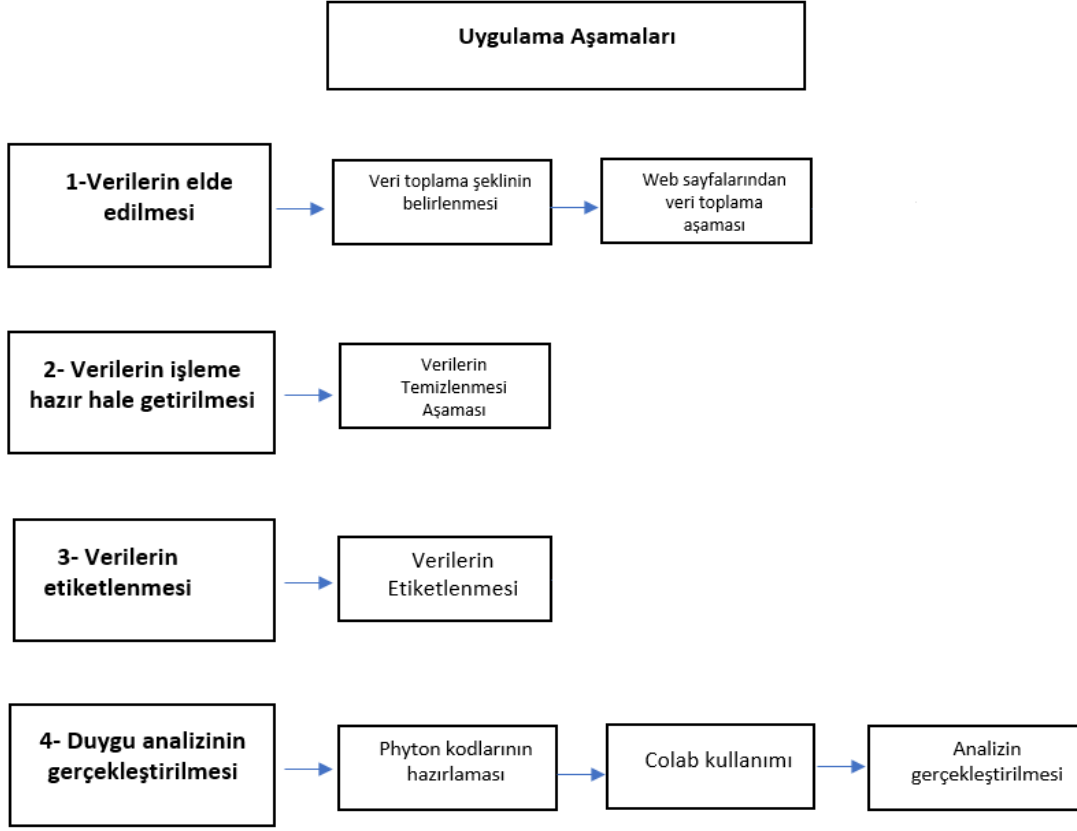 Uygulama Aşamaları
1-Verilerin elde
edilmesi
Veri toplama şeklinin
belirlenmesi
Web sayfalarından
veri toplama
aşaması
2- Verilerin işleme
hazır hale getirilmesi
Verilerin
Temizlenmesi
Aşaması
3- Verilerin
etiketlenmesi
Verilerin
Etiketlenmesi
4- Duygu analizinin
gerçekleştirilmesi
Phyton kodlarının
hazırlaması
Colab kullanımı
Analizin
gerçekleştirilmesi